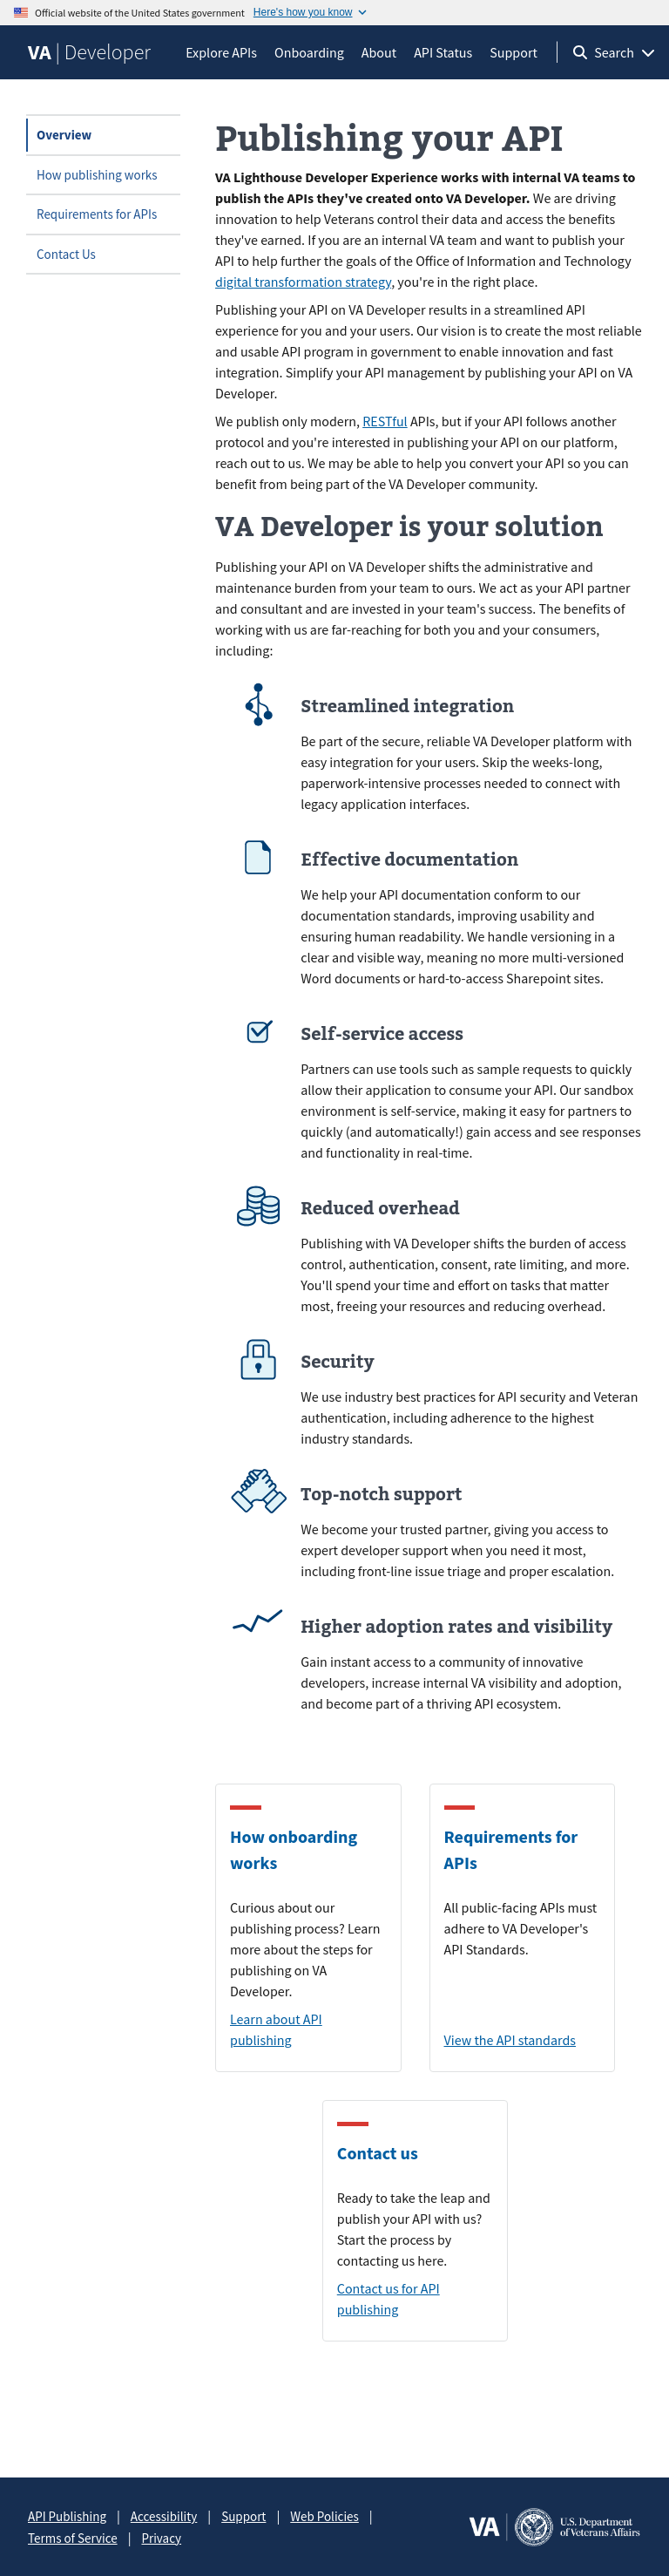 Official website of the United States government Here's how you know
VA Developer Explore APIs Onboarding About API Status Support Search
Overview
How publishing works
Requirements for APIs
Contact Us
Publishing your API
VA Lighthouse Developer Experience works with internal VA teams to
publish the APIs they've created onto VA Developer. We are driving
innovation to help Veterans control their data and access the benefits
they've earned. If you are an internal VA team and want to publish your
API to help further the goals of the Office of Information and Technology
digital transformation strategy, you're in the right place.
Publishing your API on VA Developer results in a streamlined API
experience for you and your users. Our vision is to create the most reliable
and usable API program in government to enable innovation and fast
integration. Simplify your API management by publishing your API on VA
Developer.
We publish only modern, RESTful APIs, but if your API follows another
protocol and you're interested in publishing your API on our platform,
reach out to us. We may be able to help you convert your API so you can
benefit from being part of the VA Developer community.
VA Developer is your solution
Publishing your API on VA Developer shifts the administrative and
maintenance burden from your team to ours. We act as your API partner
and consultant and are invested in your team's success. The benefits of
working with us are far-reaching for both you and your consumers,
including:
Streamlined integration
Be part of the secure, reliable VA Developer platform with
easy integration for your users. Skip the weeks-long,
paperwork-intensive processes needed to connect with
legacy application interfaces.
Effective documentation
We help your API documentation conform to our
documentation standards, improving usability and
ensuring human readability. We handle versioning in a
clear and visible way, meaning no more multi-versioned
Word documents or hard-to-access Sharepoint sites.
Self-service access
Partners can use tools such as sample requests to quickly
allow their application to consume your API. Our sandbox
environment is self-service, making it easy for partners to
quickly (and automatically!) gain access and see responses
and functionality in real-time.
Reduced overhead
Publishing with VA Developer shifts the burden of access
control, authentication, consent, rate limiting, and more.
You'll spend your time and effort on tasks that matter
most, freeing your resources and reducing overhead.
Security
We use industry best practices for API security and Veteran
authentication, including adherence to the highest
industry standards.
Top-notch support
We become your trusted partner, giving you access to
expert developer support when you need it most,
including front-line issue triage and proper escalation.
Higher adoption rates and visibility
Gain instant access to a community of innovative
developers, increase internal VA visibility and adoption,
and become part of a thriving API ecosystem.
How onboarding
works
Curious about our
publishing process? Learn
more about the steps for
publishing on VA
Developer.
Learn about API
publishing
Requirements for
APIs
All public-facing APIs must
adhere to VA Developer's
API Standards.
View the API standards
Contact us
Ready to take the leap and
publish your API with us?
Start the process by
contacting us here.
Contact us for API
publishing
API Publishing | Accessibility | Support | Web Policies |
Terms of Service | Privacy
VA U.S. Department
of Veterans Affairs